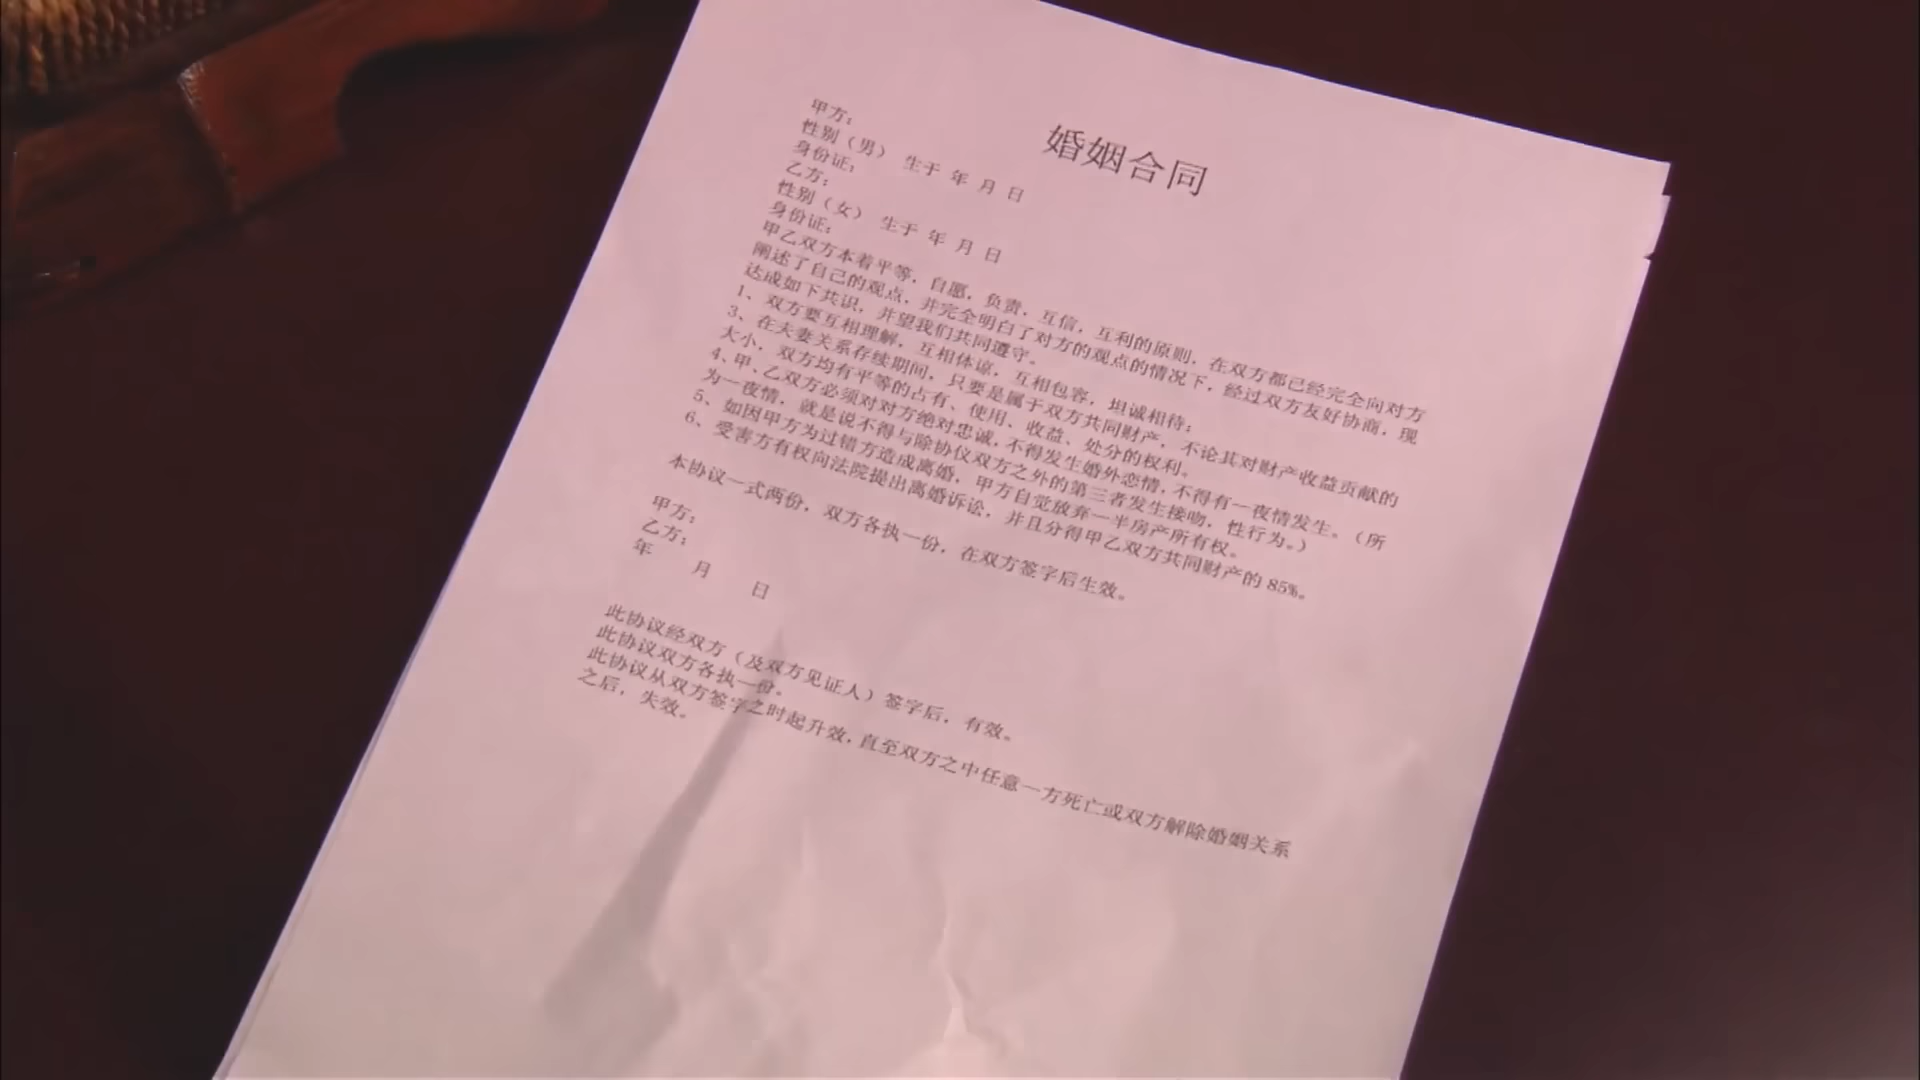 婚姻合同
甲方:
性别（男） 生于 年 月 日
身份证:
乙方:
性别（女） 生于 年 月 日
身份证:
甲乙双方本着平等，自愿，负责，互信，互利的原则，在双方都已经完全向对方
阐述了自己的观点，并完全明白了对方的观点的情况下，经过双方友好协商，现
达成如下共识，并望我们共同遵守。
1、双方要互相理解，互相体谅，互相包容，坦诚相待；
3、在夫妻关系存续期间，只要是属于双方共同财产，不论其对财产收益贡献的
大小，双方均有平等的占有、使用、收益、处分的权利。
4、甲、乙双方必须对对方绝对忠诚，不得发生婚外恋情，不得有一夜情发生。（所
为一夜情，就是说不得与除协仪双方之外的第三者发生接吻，性行为。）
5、如因甲方为过错方造成离婚，甲方自觉放弃一半房产所有权。
6、受害方有权向法院提出离婚诉讼，并且分得甲乙双方共同财产的85%。
本协议一式两份，双方各执一份，在双方签字后生效。
甲方:
乙方:
年 月 日
此协议经双方（及双方见证人）签字后，有效。
此协议双方各执一份。
此协议从双方签字之时起升效，直至双方之中任意一方死亡或双方解除婚姻关系
之后，失效。